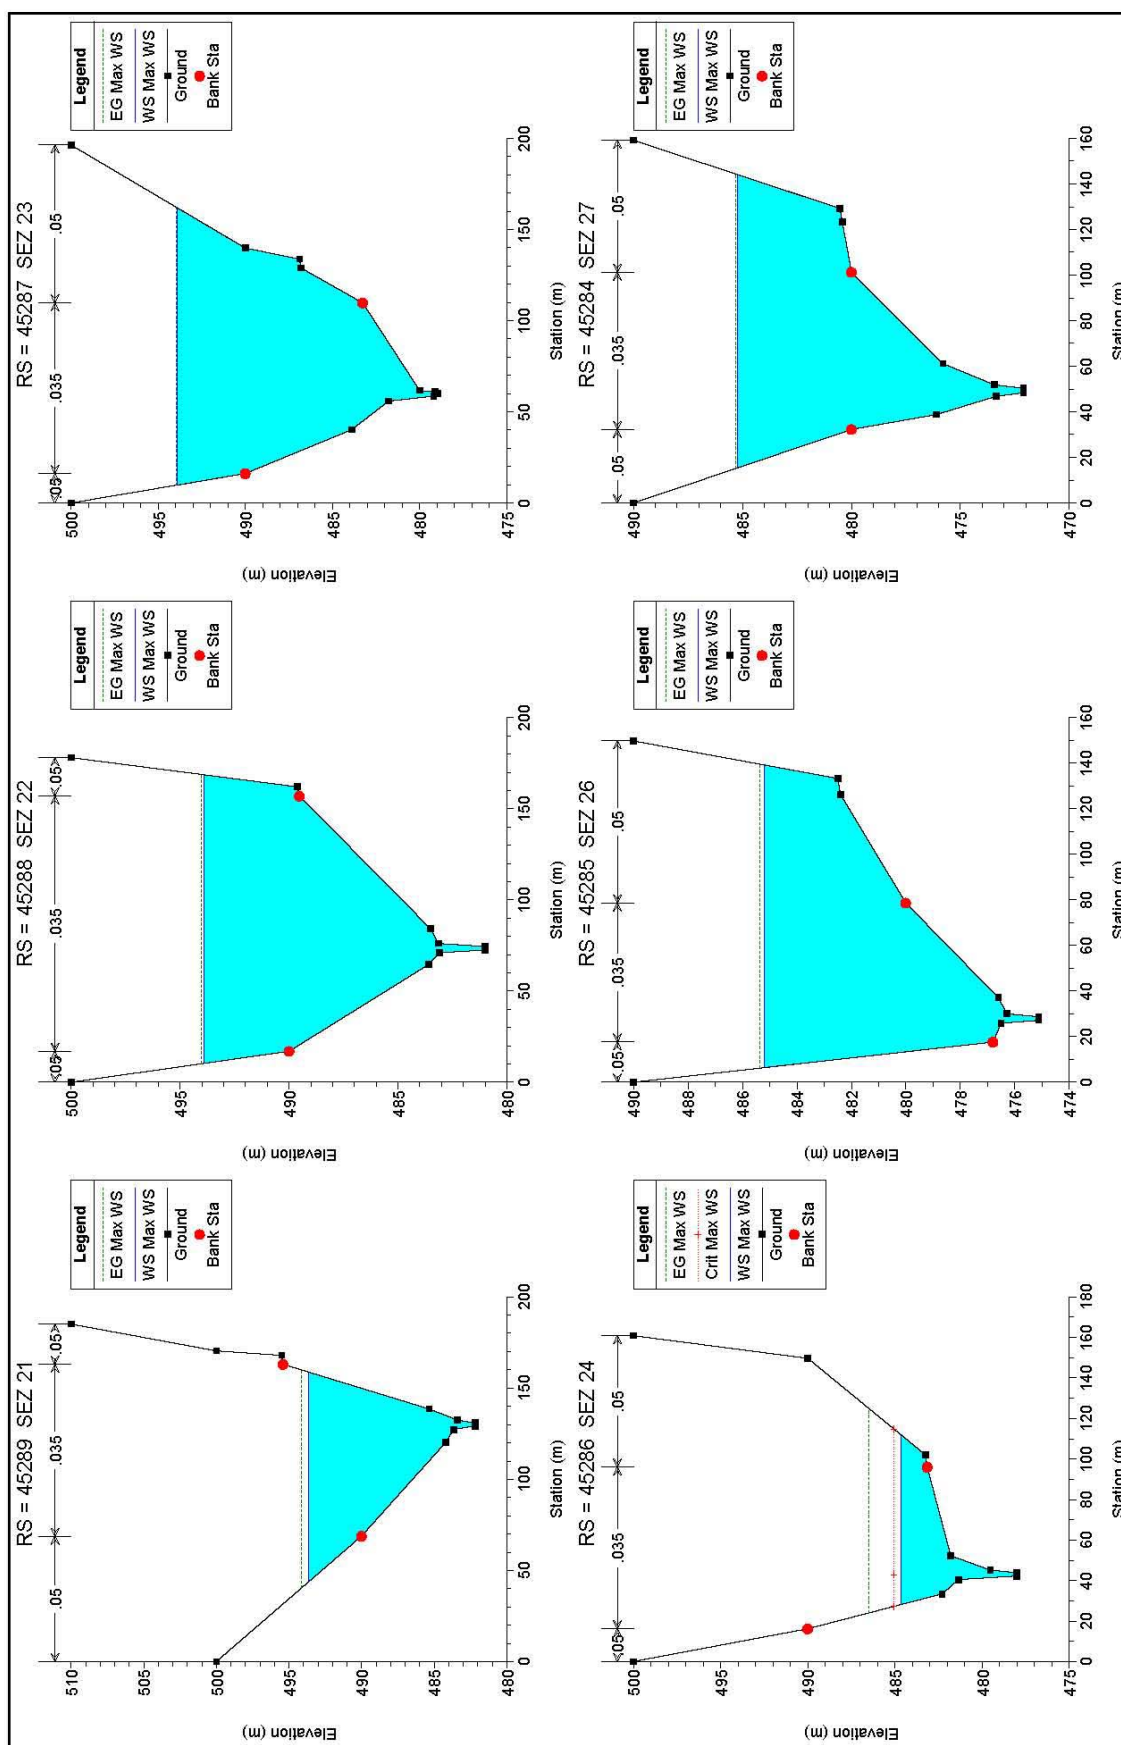 RS = 45289 SEZ 21
.05
.035
.05
Legend
EG Max WS
WS Max WS
Ground
Bank Sta
510
505
500
495
490
485
480
Elevation (m)
0 50 100 150 200
Station (m)
RS = 45288 SEZ 22
.05
.035
.05
Legend
EG Max WS
WS Max WS
Ground
Bank Sta
500
495
490
485
480
Elevation (m)
0 50 100 150 200
Station (m)
RS = 45287 SEZ 23
.05
.035
.05
Legend
EG Max WS
WS Max WS
Ground
Bank Sta
500
495
490
485
480
475
Elevation (m)
0 50 100 150 200
Station (m)
RS = 45286 SEZ 24
.05
.035
.05
Legend
EG Max WS
Crit Max WS
WS Max WS
Ground
Bank Sta
500
495
490
485
480
475
Elevation (m)
0 20 40 60 80 100 120 140 160 180
Station (m)
RS = 45285 SEZ 26
.05
.035
.05
Legend
EG Max WS
WS Max WS
Ground
Bank Sta
490
488
486
484
482
480
478
476
474
Elevation (m)
0 20 40 60 80 100 120 140 160
Station (m)
RS = 45284 SEZ 27
.05
.035
.05
Legend
EG Max WS
WS Max WS
Ground
Bank Sta
490
485
480
475
470
Elevation (m)
0 20 40 60 80 100 120 140 160
Station (m)